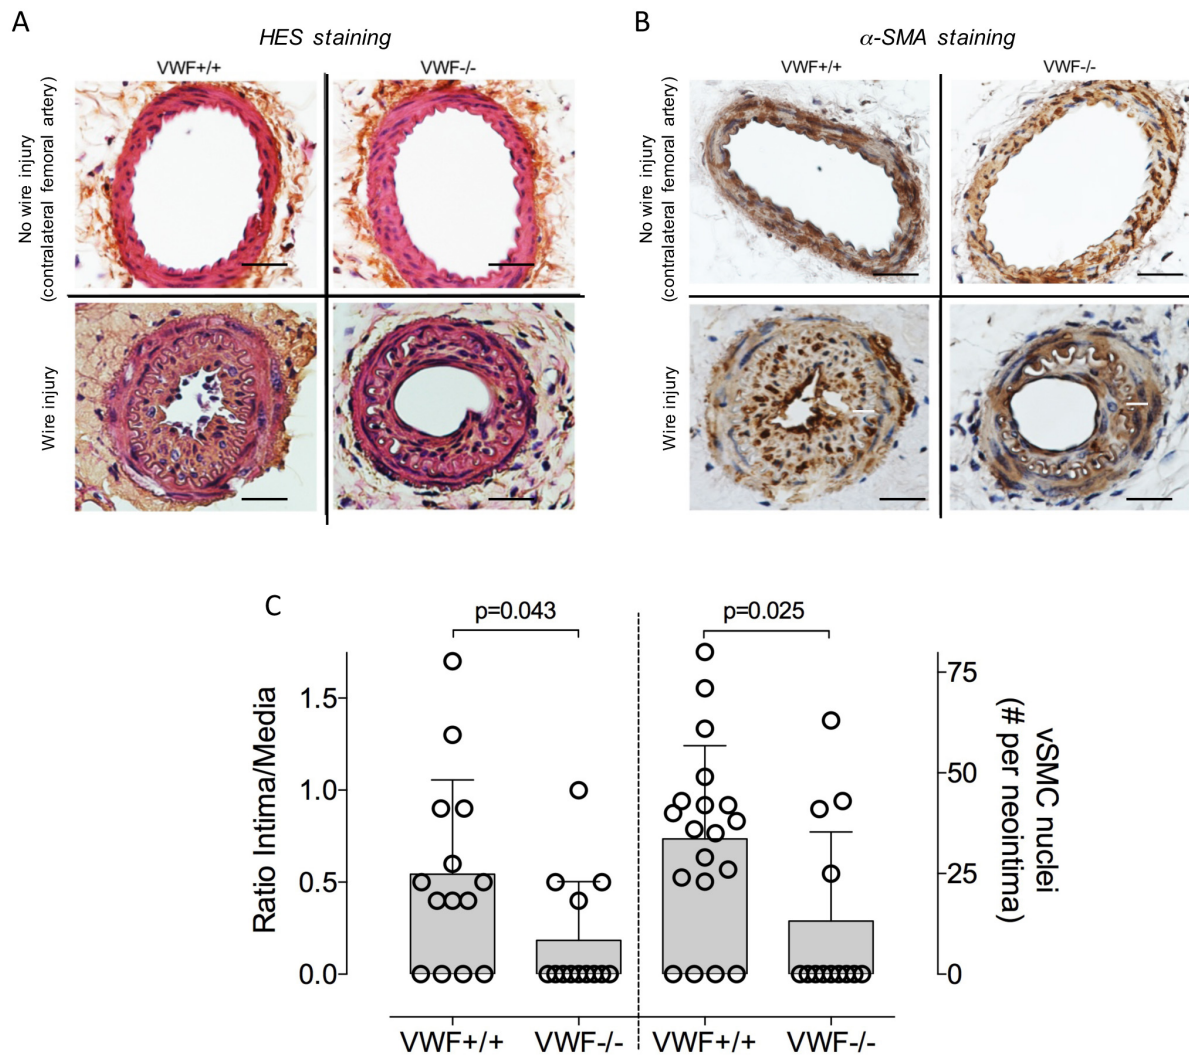 A
HES staining
VWF+/+
VWF-/-
No wire injury
(contralateral femoral artery)
Wire injury
B
α-SMA staining
VWF+/+
VWF-/-
No wire injury
(contralateral femoral artery)
Wire injury
C
p=0.043
p=0.025
Ratio Intima/Media
1.5
1.0
0.5
0.0
75
50
25
0
vSMC nuclei
(# per neointima)
VWF+/+
VWF-/-
VWF+/+
VWF-/-